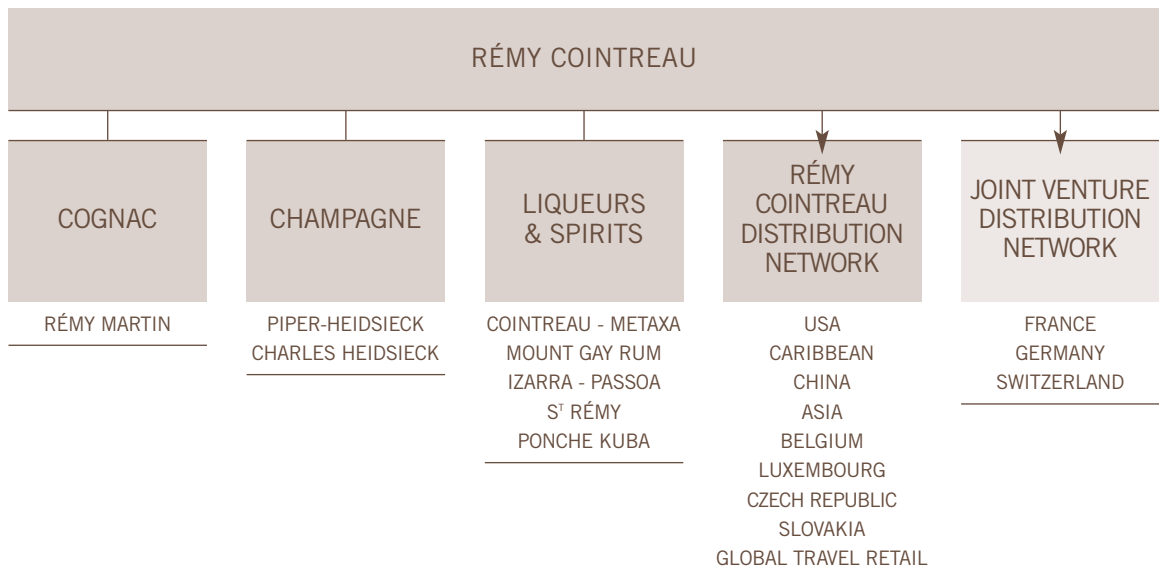 RÉMY COINTREAU
COGNAC
RÉMY MARTIN
CHAMPAGNE
PIPER-HEIDSIECK
CHARLES HEIDSIECK
LIQUEURS
& SPIRITS
COINTREAU - METAXA
MOUNT GAY RUM
IZARRA - PASSOA
Sᵀ RÉMY
PONCHE KUBA
RÉMY
COINTREAU
DISTRIBUTION
NETWORK
USA
CARIBBEAN
CHINA
ASIA
BELGIUM
LUXEMBOURG
CZECH REPUBLIC
SLOVAKIA
GLOBAL TRAVEL RETAIL
JOINT VENTURE
DISTRIBUTION
NETWORK
FRANCE
GERMANY
SWITZERLAND